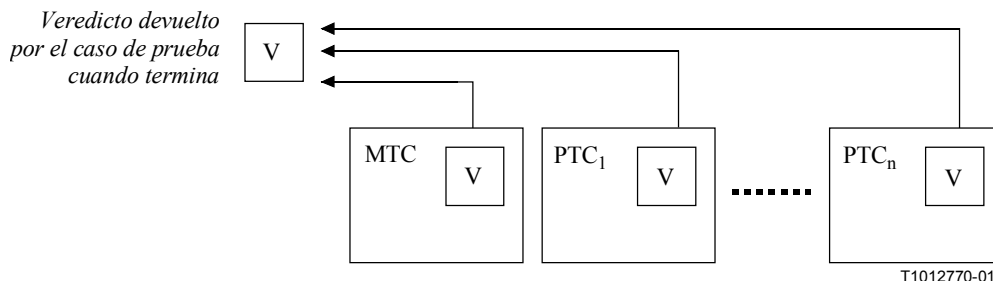 Veredicto devuelto
por el caso de prueba
cuando termina
V
MTC
V
PTC1
V
PTCn
V
T1012770-01